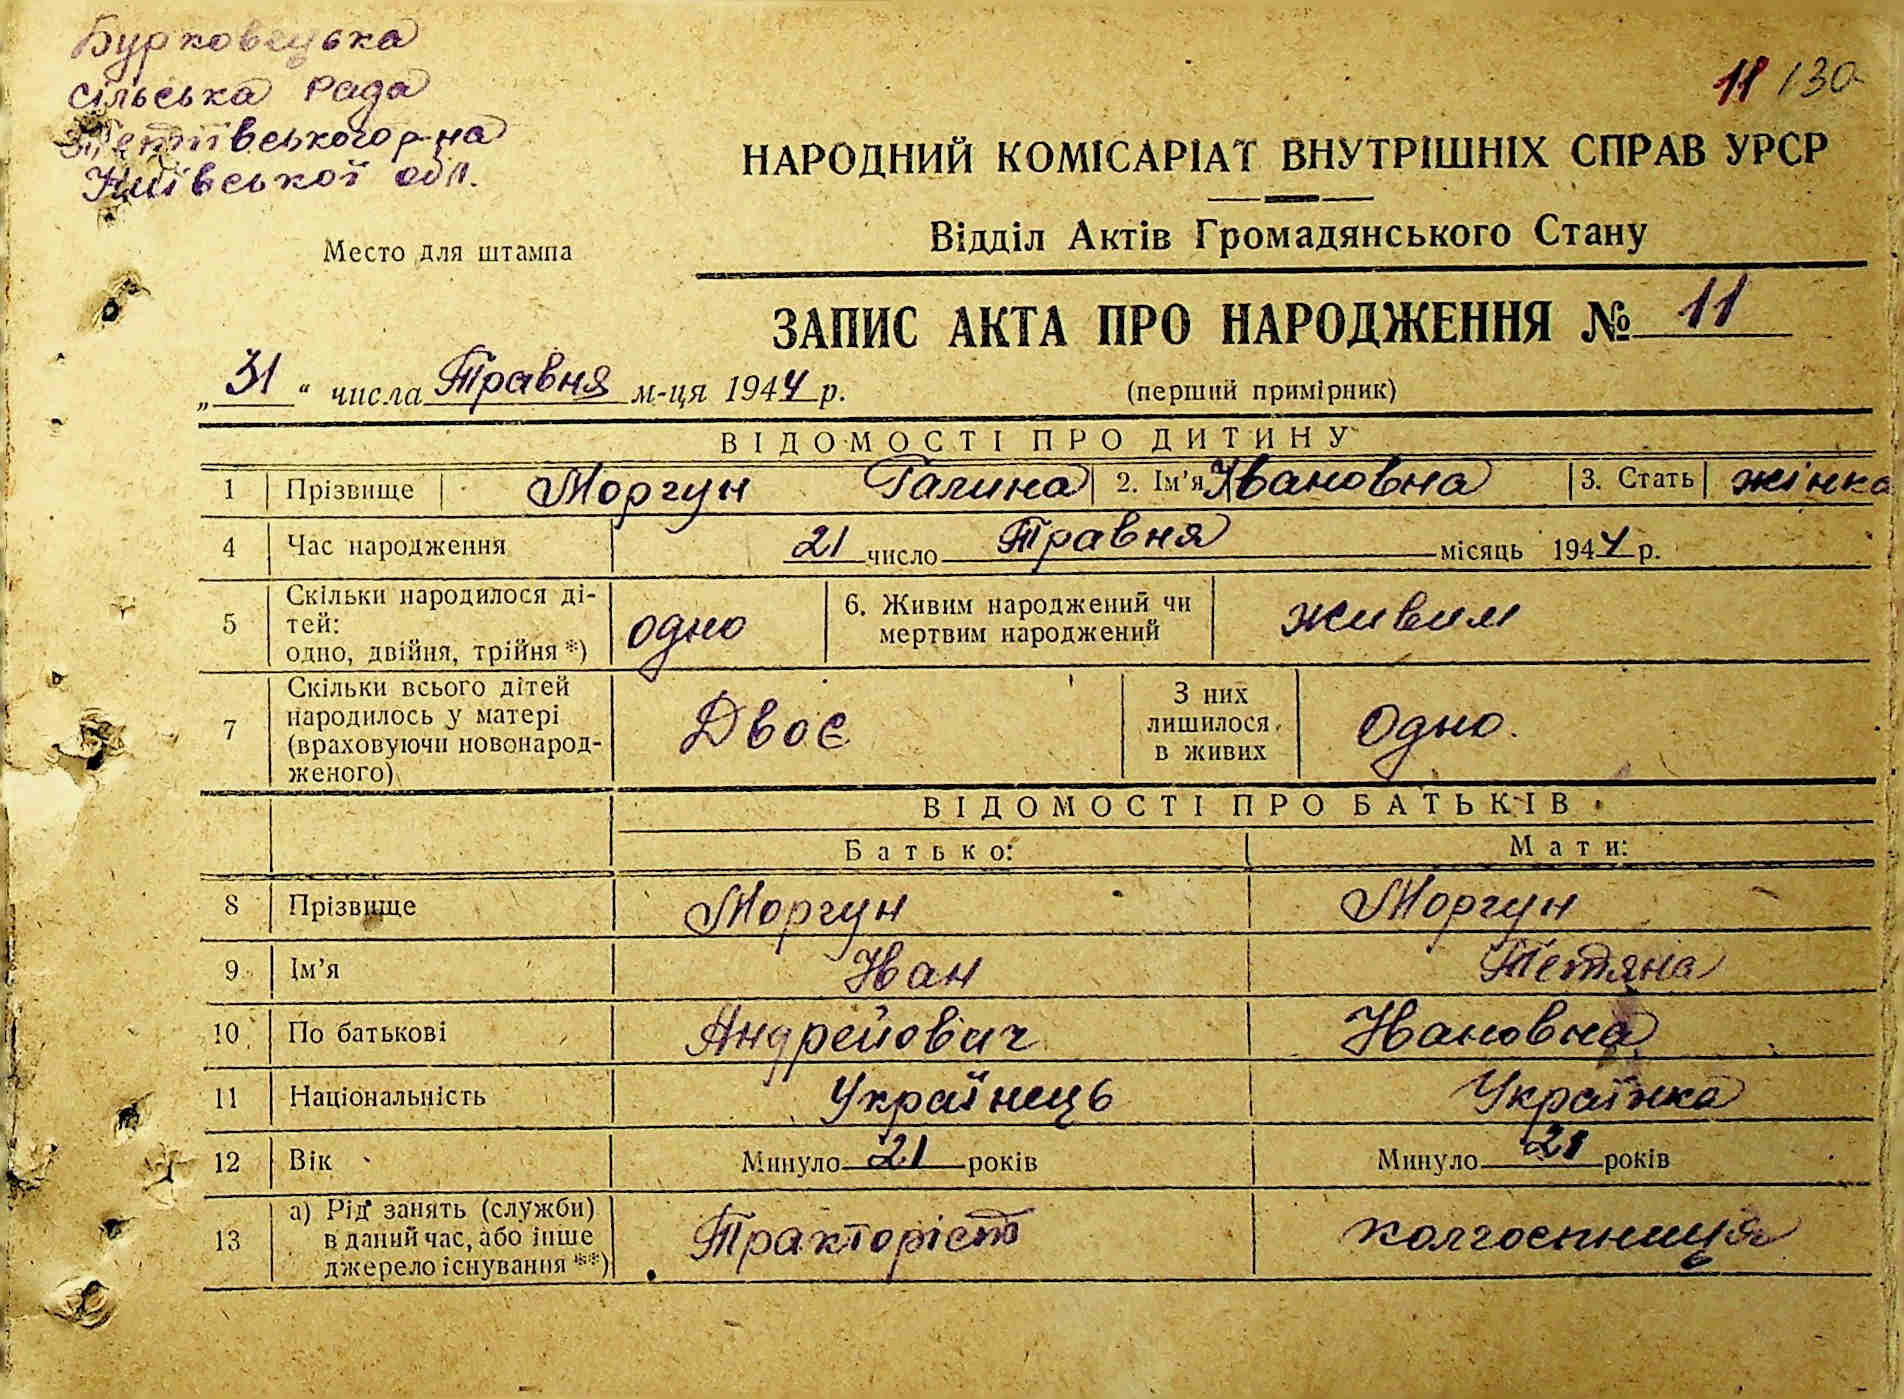 Бурковецька
сільська рада
Тетіївського р-на
Київської обл.
11 130
НАРОДНИЙ КОМІСАРІАТ ВНУТРІШНІХ СПРАВ УРСР
Відділ Актів Громадянського Стану
Место для штампа
ЗАПИС АКТА ПРО НАРОДЖЕННЯ № 11
„31“ числа Травня м-ця 1944 р. (перший примірник)
ВІДОМОСТІ ПРО ДИТИНУ
1 Прізвище Моргун Галина 2. Ім’я Івановна 3. Стать жінка
4 Час народження 21 число Травня місяць 1944 р.
5 Скільки народилося ді-
тей:
одно, двійня, трійня *) одно 6. Живим народжений чи
мертвим народжений живим
7 Скільки всього дітей
народилось у матері
(враховуючи новонарод-
женого) Двоє З них
лишилося
в живих Одно.
ВІДОМОСТІ ПРО БАТЬКІВ
Батько: Мати:
8 Прізвище Моргун Моргун
9 Ім’я Іван Тетяна
10 По батькові Андрейович Івановна
11 Національність Українець Українка
12 Вік Минуло 21 років Минуло 21 років
13 а) Рід занять (служби)
в даний час, або інше
джерело існування **) Тракторіст колгоспниця